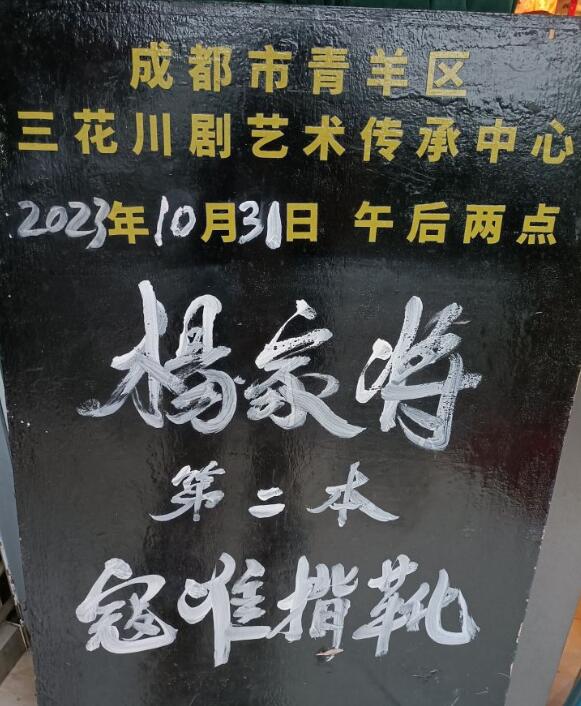 成都市青羊区
三花川剧艺术传承中心
2023年10月31日 午后两点
杨家将
第二本
寇准揹靴